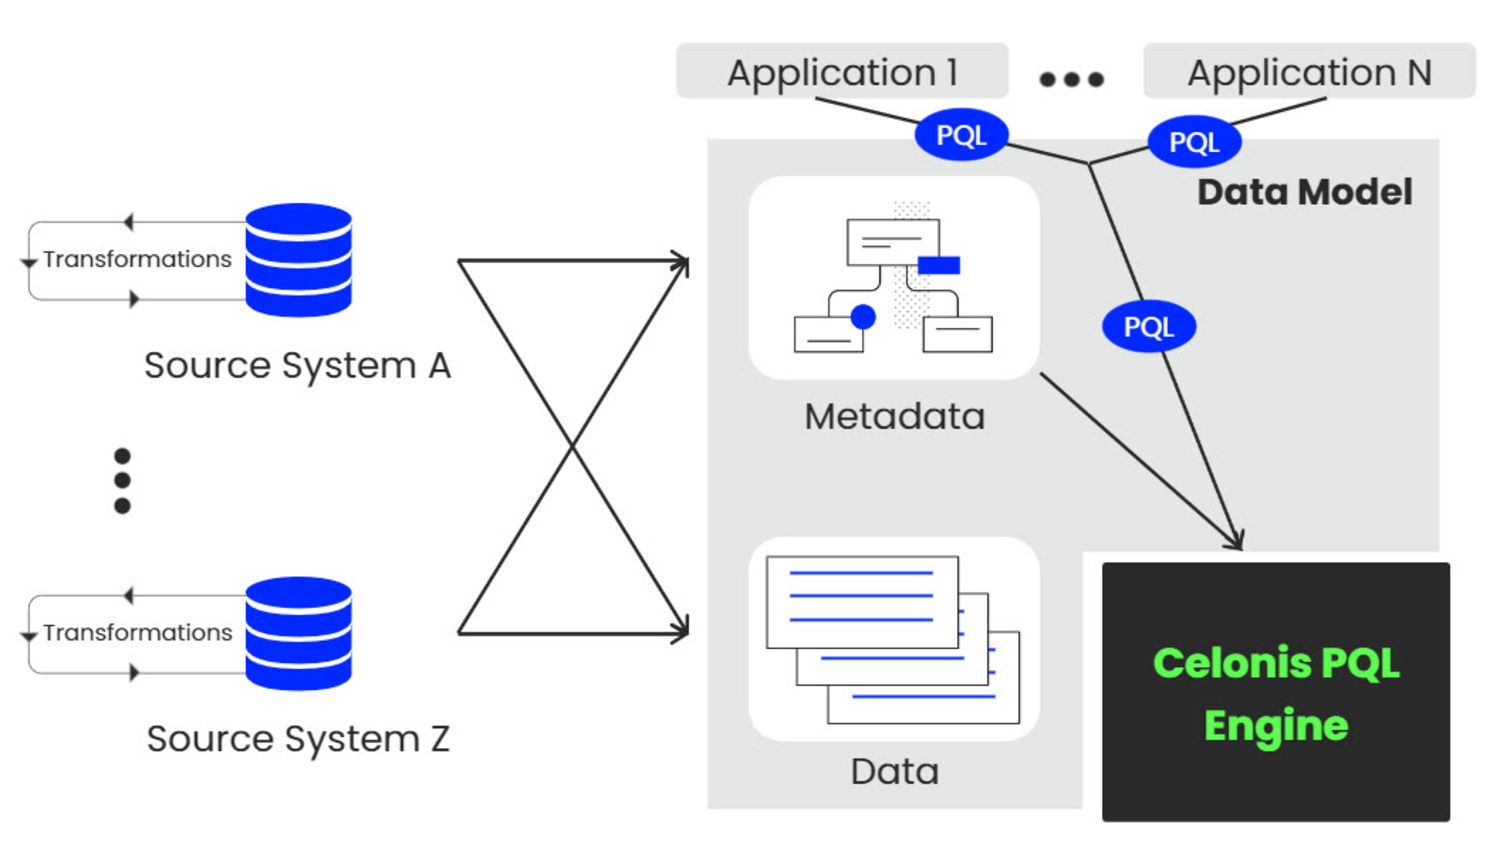 Application 1
Application N
PQL
PQL
Data Model
Transformations
Source System A
PQL
Metadata
Transformations
Source System Z
Data
Celonis PQL
Engine